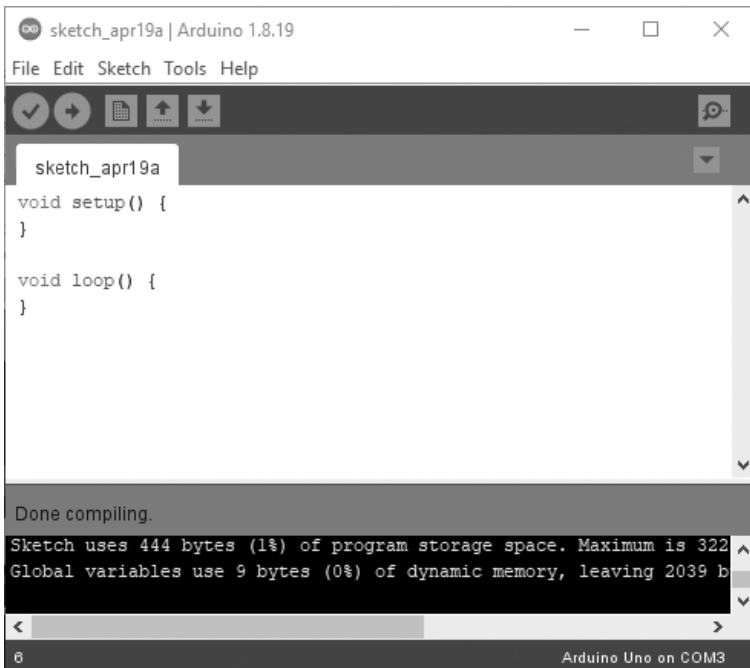 sketch_apr19a | Arduino 1.8.19
File Edit Sketch Tools Help
sketch_apr19a
void setup() {
}
void loop() {
}
Done compiling.
Sketch uses 444 bytes (1%) of program storage space. Maximum is 322
Global variables use 9 bytes (0%) of dynamic memory, leaving 2039 b
6 Arduino Uno on COM3